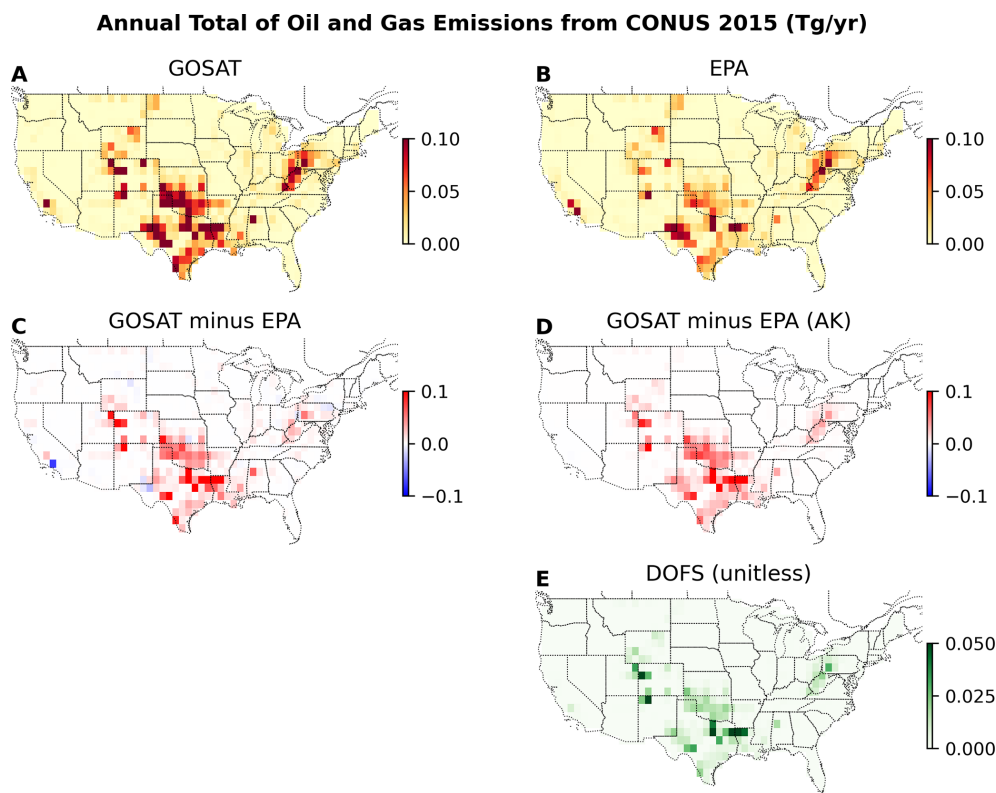 Annual Total of Oil and Gas Emissions from CONUS 2015 (Tg/yr)
A
GOSAT
0.10
0.05
0.00
B
EPA
0.10
0.05
0.00
C
GOSAT minus EPA
0.1
0.0
−0.1
D
GOSAT minus EPA (AK)
0.1
0.0
−0.1
E
DOFS (unitless)
0.050
0.025
0.000